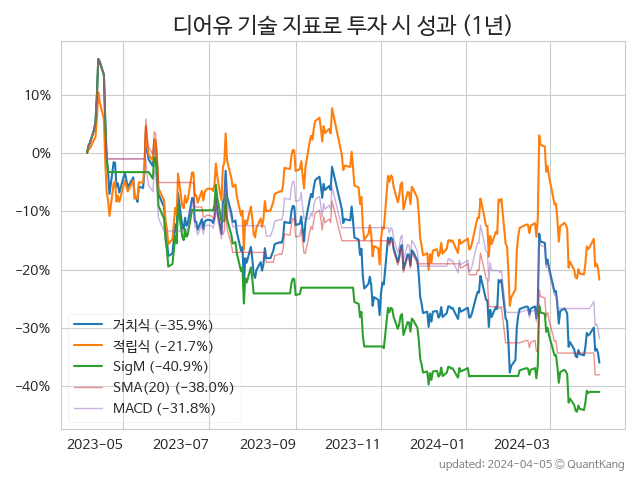 디어유 기술 지표로 투자 시 성과 (1년)
10%
0%
−10%
−20%
−30%
−40%
거치식 (−35.9%)
적립식 (−21.7%)
SigM (−40.9%)
SMA(20) (−38.0%)
MACD (−31.8%)
2023−05
2023−07
2023−09
2023−11
2024−01
2024−03
updated: 2024−04−05 © QuantKang